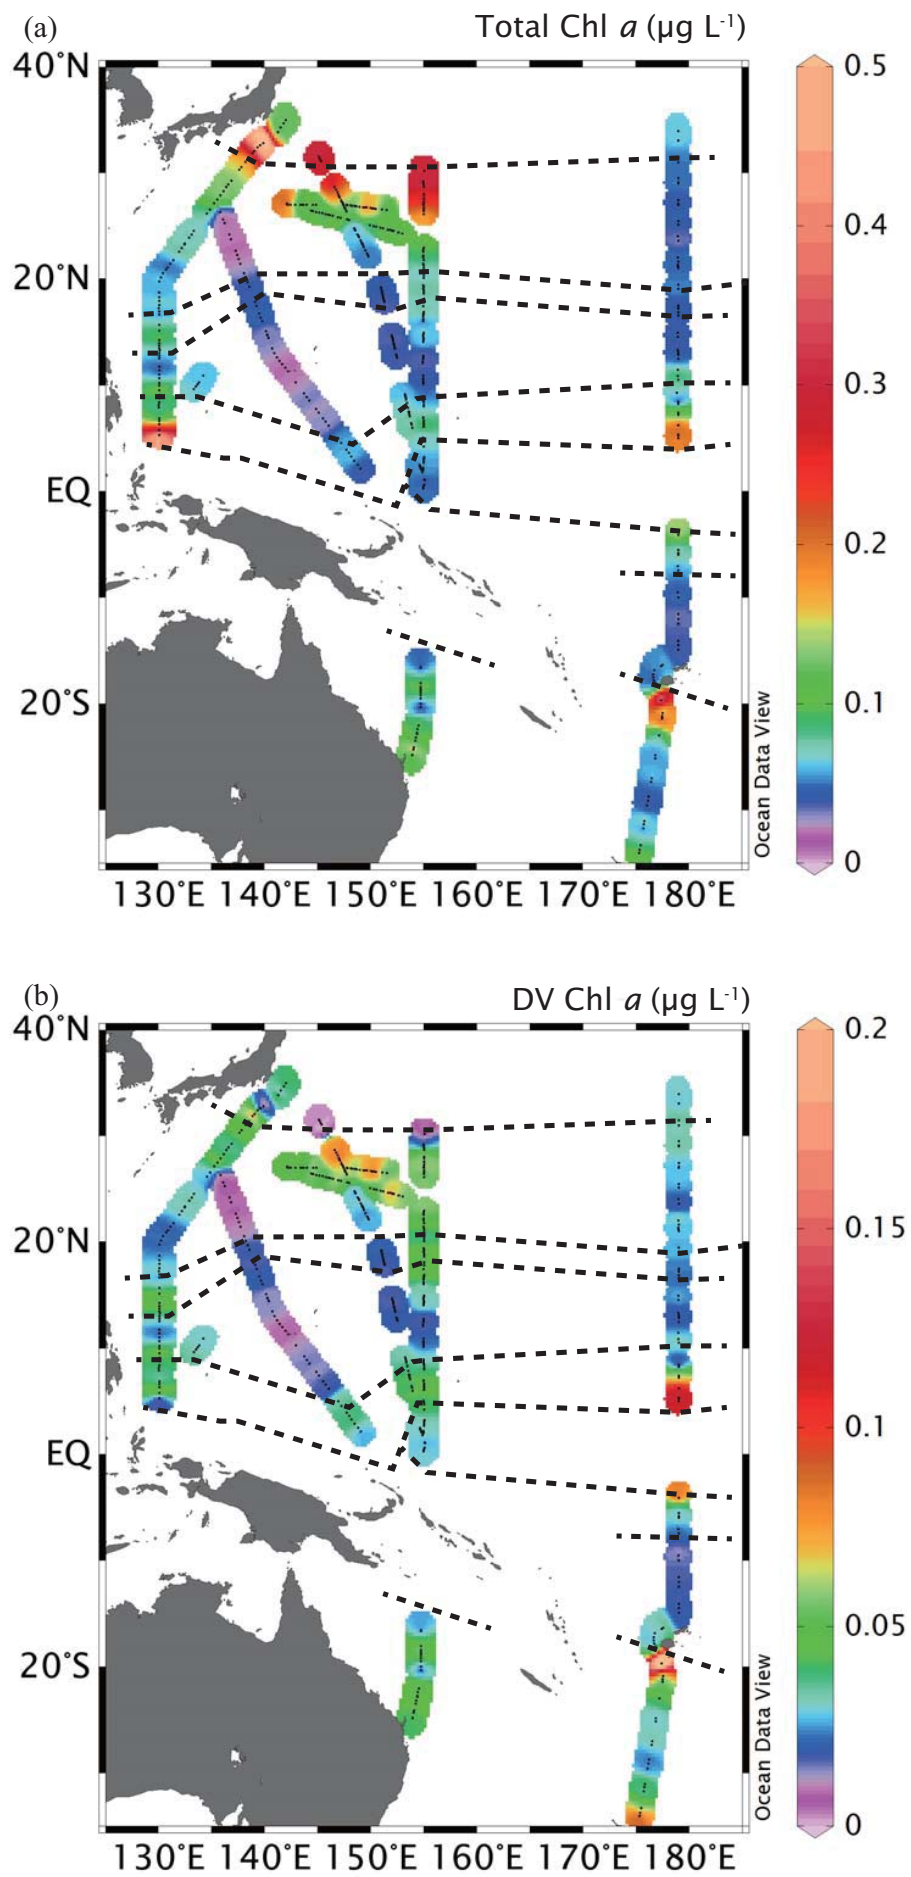 (a)
Total Chl a (µg L-1)
40°N
20°N
EQ
20°S
130°E 140°E 150°E 160°E 170°E 180°E
Ocean Data View
0.5
0.4
0.3
0.2
0.1
0
(b)
DV Chl a (µg L-1)
40°N
20°N
EQ
20°S
130°E 140°E 150°E 160°E 170°E 180°E
Ocean Data View
0.2
0.15
0.1
0.05
0